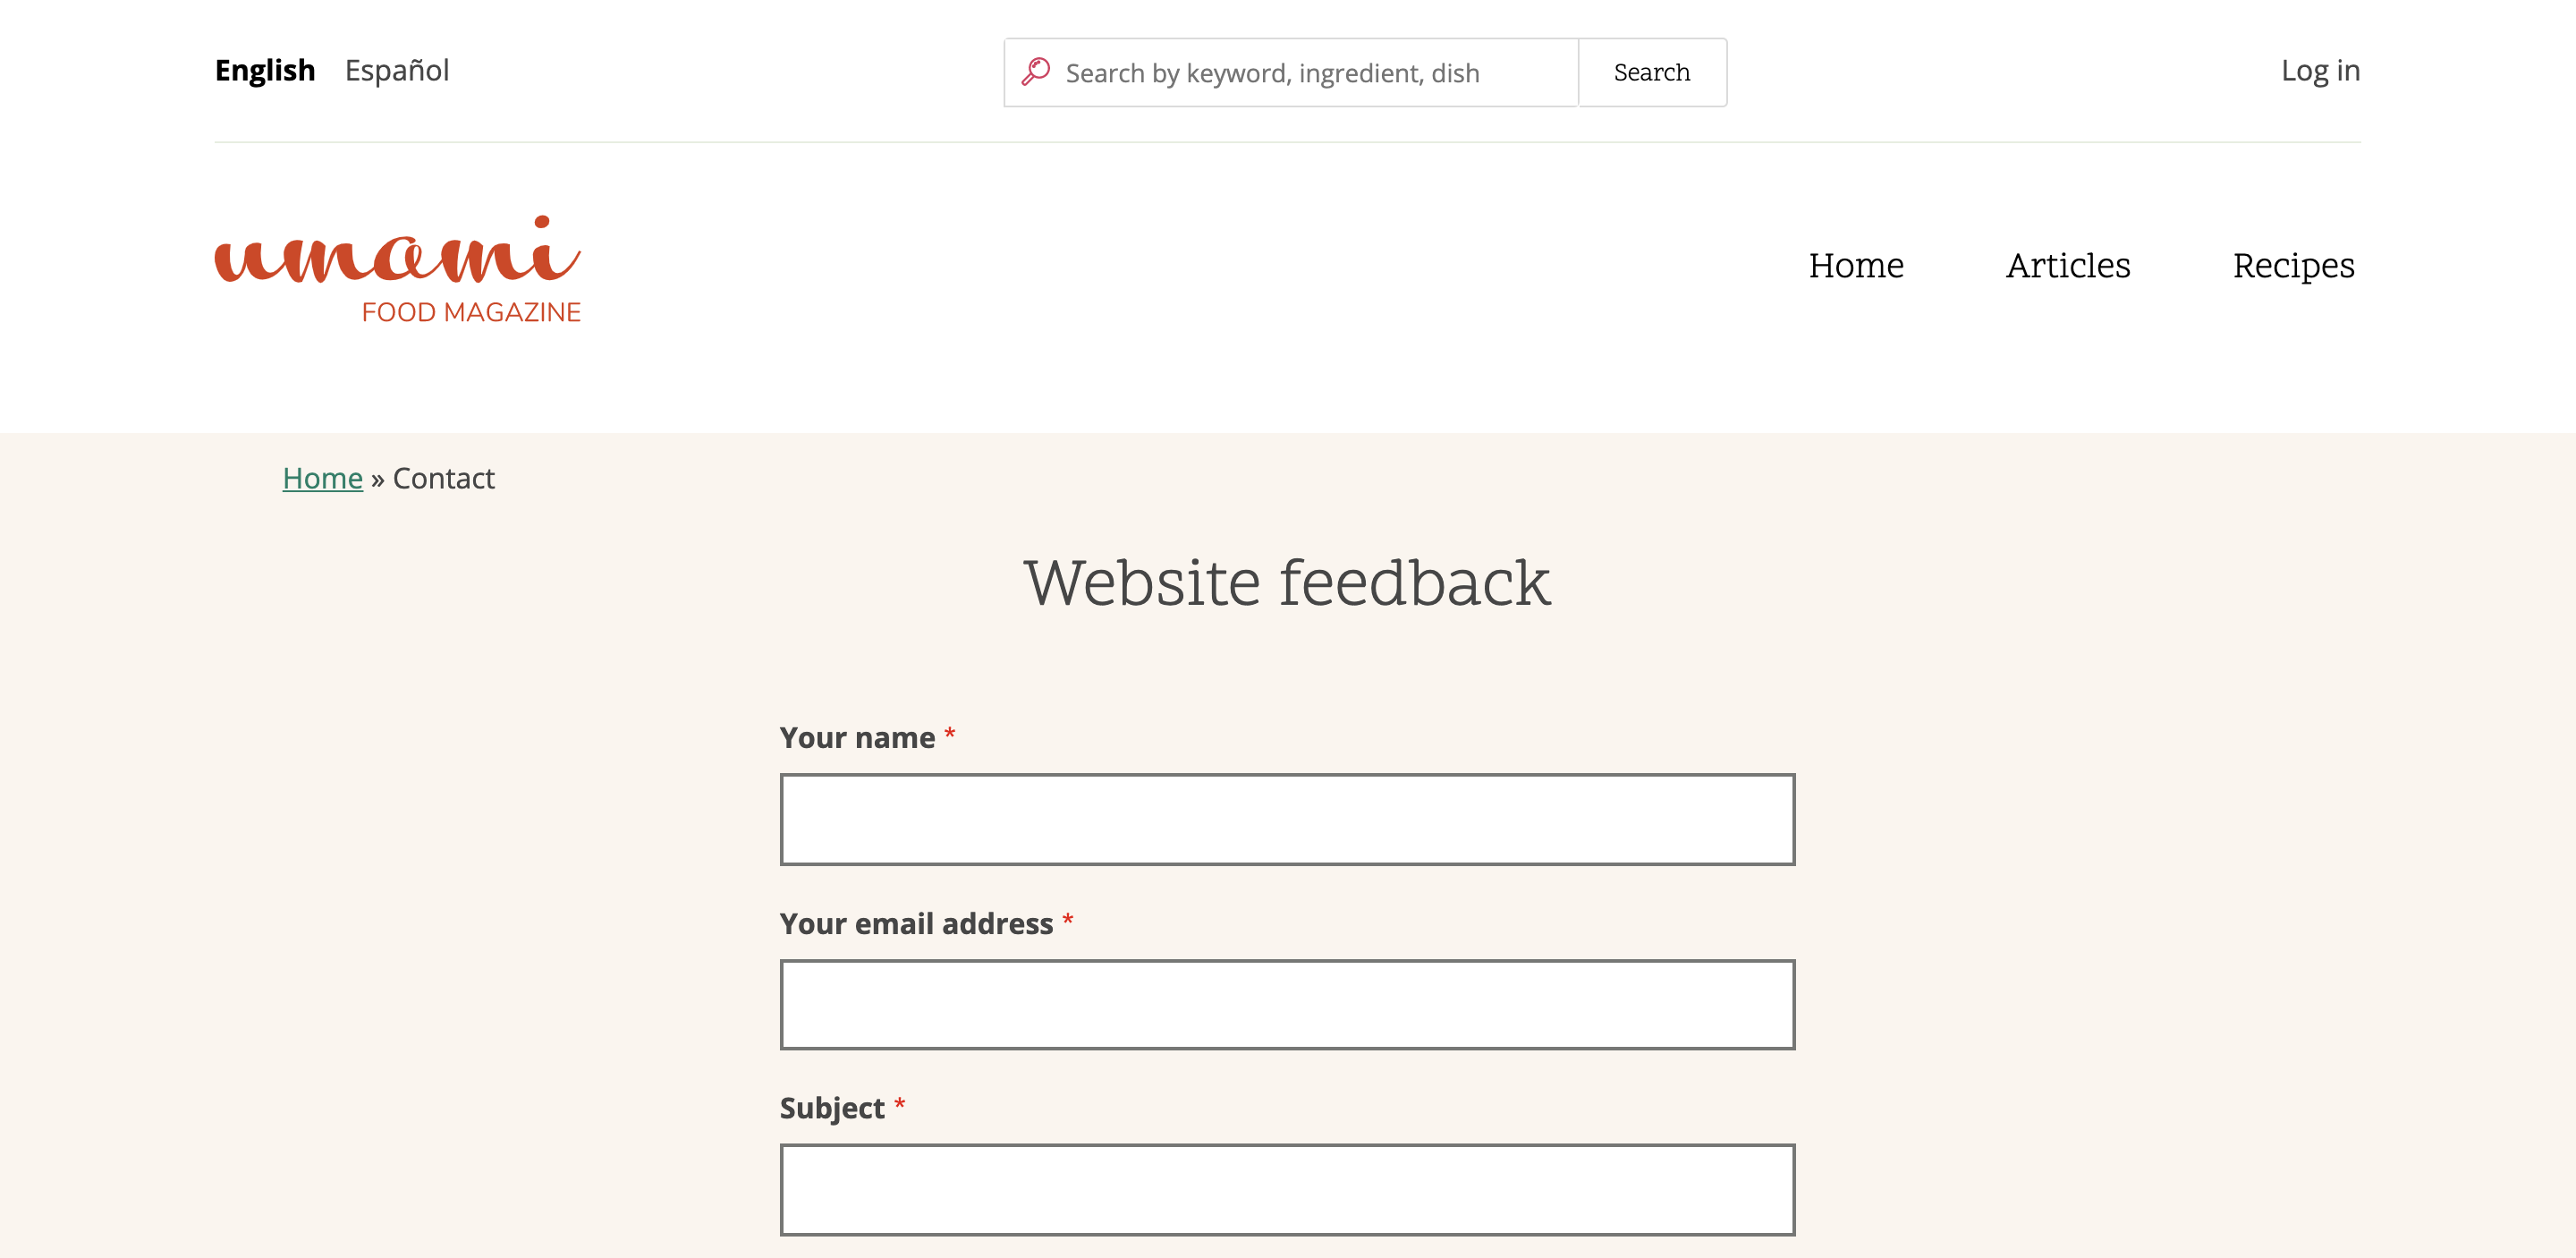 English Español
Search by keyword, ingredient, dish Search
Log in
umami
FOOD MAGAZINE
Home Articles Recipes
Home » Contact
Website feedback
Your name *
Your email address *
Subject *